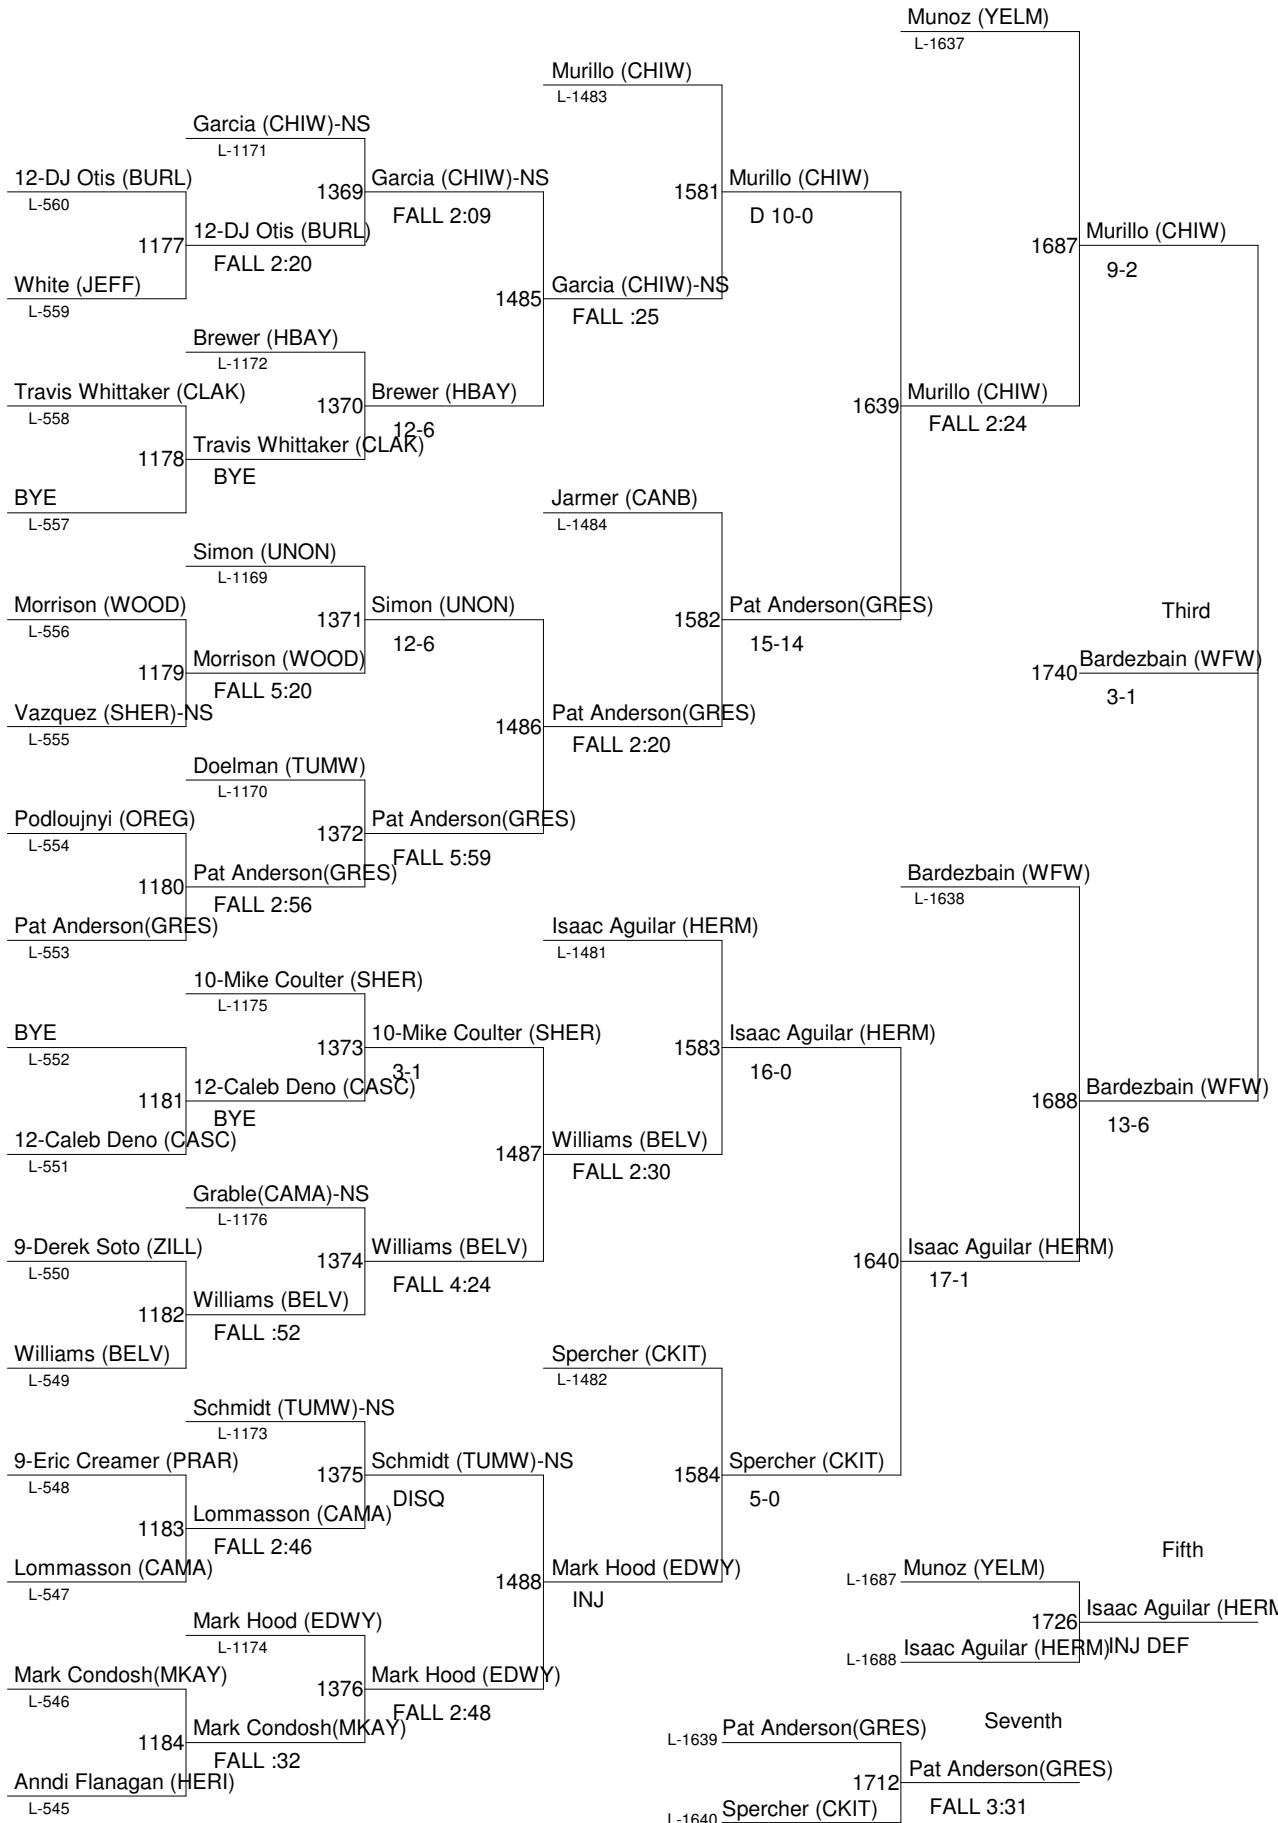 Munoz (YELM)
L-1637
Murillo (CHIW)
L-1483
Garcia (CHIW)-NS
L-1171
12-DJ Otis (BURL)
L-560
1369
Garcia (CHIW)-NS
FALL 2:09
1581
Murillo (CHIW)
D 10-0
1177
12-DJ Otis (BURL)
FALL 2:20
1687
Murillo (CHIW)
9-2
White (JEFF)
L-559
1485
Garcia (CHIW)-NS
FALL :25
Brewer (HBAY)
L-1172
Travis Whittaker (CLAK)
L-558
1370
Brewer (HBAY)
12-6
1639
Murillo (CHIW)
FALL 2:24
1178
Travis Whittaker (CLAK)
BYE
BYE
L-557
Jarmer (CANB)
L-1484
Simon (UNON)
L-1169
Morrison (WOOD)
L-556
1371
Simon (UNON)
12-6
1582
Pat Anderson(GRES)
15-14
Third
1179
Morrison (WOOD)
FALL 5:20
1740
Bardezbain (WFW)
3-1
Vazquez (SHER)-NS
L-555
1486
Pat Anderson(GRES)
FALL 2:20
Doelman (TUMW)
L-1170
Podloujnyi (OREG)
L-554
1372
Pat Anderson(GRES)
FALL 5:59
1180
Pat Anderson(GRES)
FALL 2:56
Bardezbain (WFW)
L-1638
Pat Anderson(GRES)
L-553
Isaac Aguilar (HERM)
L-1481
10-Mike Coulter (SHER)
L-1175
BYE
L-552
1373
10-Mike Coulter (SHER)
3-1
1583
Isaac Aguilar (HERM)
16-0
1181
12-Caleb Deno (CASC)
BYE
1688
Bardezbain (WFW)
13-6
12-Caleb Deno (CASC)
L-551
1487
Williams (BELV)
FALL 2:30
Grable(CAMA)-NS
L-1176
9-Derek Soto (ZILL)
L-550
1374
Williams (BELV)
FALL 4:24
1640
Isaac Aguilar (HERM)
17-1
1182
Williams (BELV)
FALL :52
Williams (BELV)
L-549
Spercher (CKIT)
L-1482
Schmidt (TUMW)-NS
L-1173
9-Eric Creamer (PRAR)
L-548
1375
Schmidt (TUMW)-NS
DISQ
1584
Spercher (CKIT)
5-0
1183
Lommasson (CAMA)
FALL 2:46
Fifth
Lommasson (CAMA)
L-547
1488
Mark Hood (EDWY)
INJ
L-1687
Munoz (YELM)
1726
Isaac Aguilar (HERM
INJ DEF
Mark Hood (EDWY)
L-1174
L-1688
Isaac Aguilar (HERM)
Mark Condosh(MKAY)
L-546
1376
Mark Hood (EDWY)
FALL 2:48
1184
Mark Condosh(MKAY)
FALL :32
L-1639
Pat Anderson(GRES)
Seventh
1712
Pat Anderson(GRES)
FALL 3:31
Anndi Flanagan (HERI)
L-545
L-1640
Spercher (CKIT)